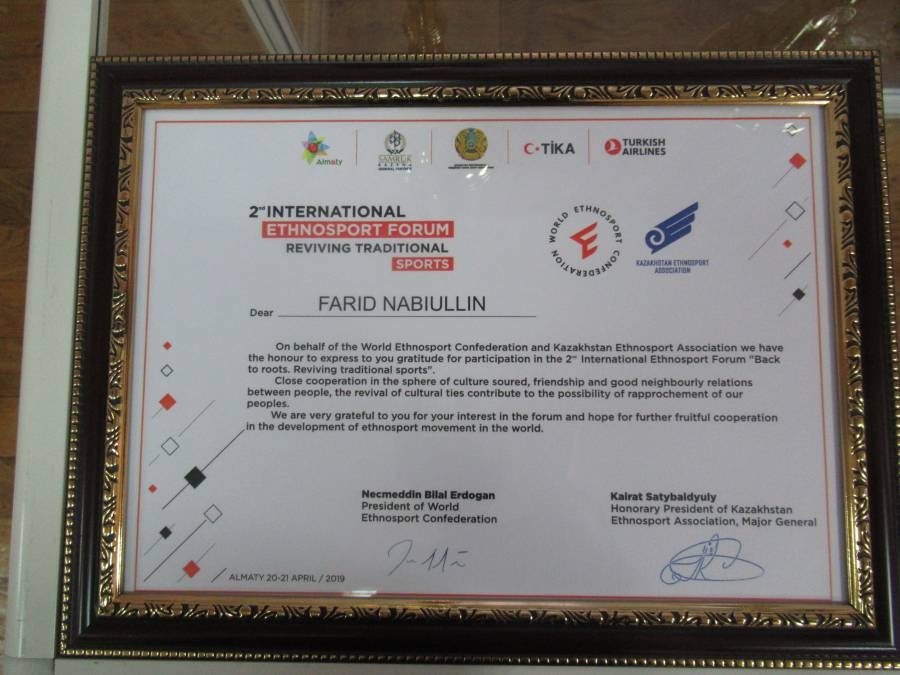 Almaty
SAMRUK
KAZYNA
GENERAL PARTNER
TİKA
TURKISH
AIRLINES
2nd INTERNATIONAL
ETHNOSPORT FORUM
REVIVING TRADITIONAL
SPORTS
WORLD ETHNOSPORT CONFEDERATION
KAZAKHSTAN ETHNOSPORT
ASSOCIATION
Dear FARID NABIULLIN
On behalf of the World Ethnosport Confederation and Kazakhstan Ethnosport Association we have
the honour to express to you gratitude for participation in the 2nd International Ethnosport Forum "Back
to roots. Reviving traditional sports".
Close cooperation in the sphere of culture soured, friendship and good neighbourly relations
between people, the revival of cultural ties contribute to the possibility of rapprochement of our
peoples.
We are very grateful to you for your interest in the forum and hope for further fruitful cooperation
in the development of ethnosport movement in the world.
Necmeddin Bilal Erdogan
President of World
Ethnosport Confederation
Kairat Satybaldyuly
Honorary President of Kazakhstan
Ethnosport Association, Major General
ALMATY 20-21 APRIL / 2019